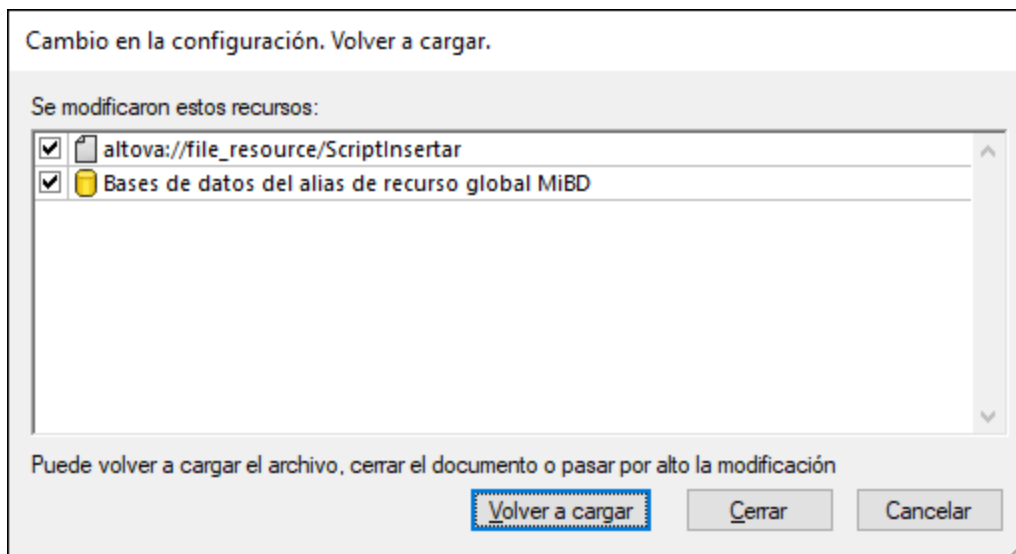 Cambio en la configuración. Volver a cargar.
Se modificaron estos recursos:
altova://file_resource/ScriptInsertar
Bases de datos del alias de recurso global MiBD
Puede volver a cargar el archivo, cerrar el documento o pasar por alto la modificación
Volver a cargar Cerrar Cancelar